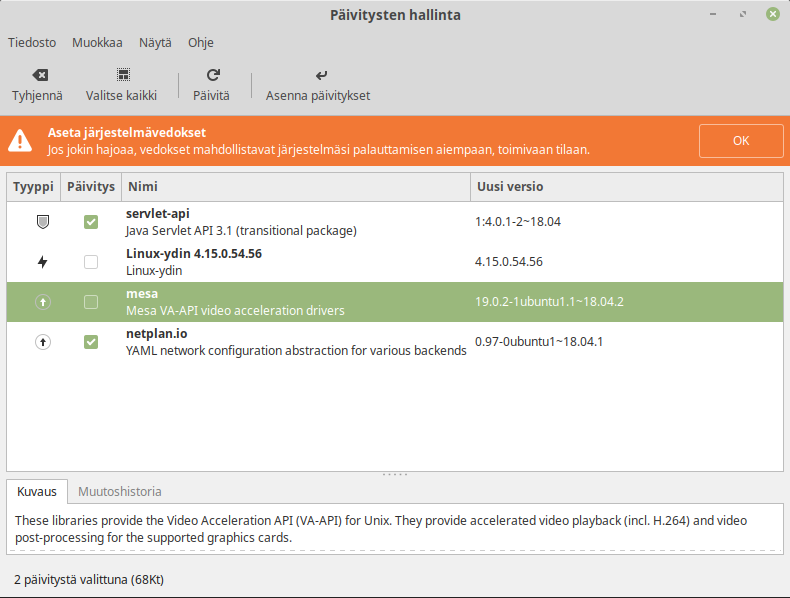 Päivitysten hallinta
Tiedosto Muokkaa Näytä Ohje
Tyhjennä Valitse kaikki Päivitä Asenna päivitykset
Aseta järjestelmävedokset
Jos jokin hajoaa, vedokset mahdollistavat järjestelmäsi palauttamisen aiempaan, toimivaan tilaan.
OK
Tyyppi Päivitys Nimi Uusi versio
servlet-api
Java Servlet API 3.1 (transitional package)
1:4.0.1-2~18.04
Linux-ydin 4.15.0.54.56
Linux-ydin
4.15.0.54.56
mesa
Mesa VA-API video acceleration drivers
19.0.2-1ubuntu1.1~18.04.2
netplan.io
YAML network configuration abstraction for various backends
0.97-0ubuntu1~18.04.1
Kuvaus Muutoshistoria
These libraries provide the Video Acceleration API (VA-API) for Unix. They provide accelerated video playback (incl. H.264) and video
post-processing for the supported graphics cards.
2 päivitystä valittuna (68Kt)